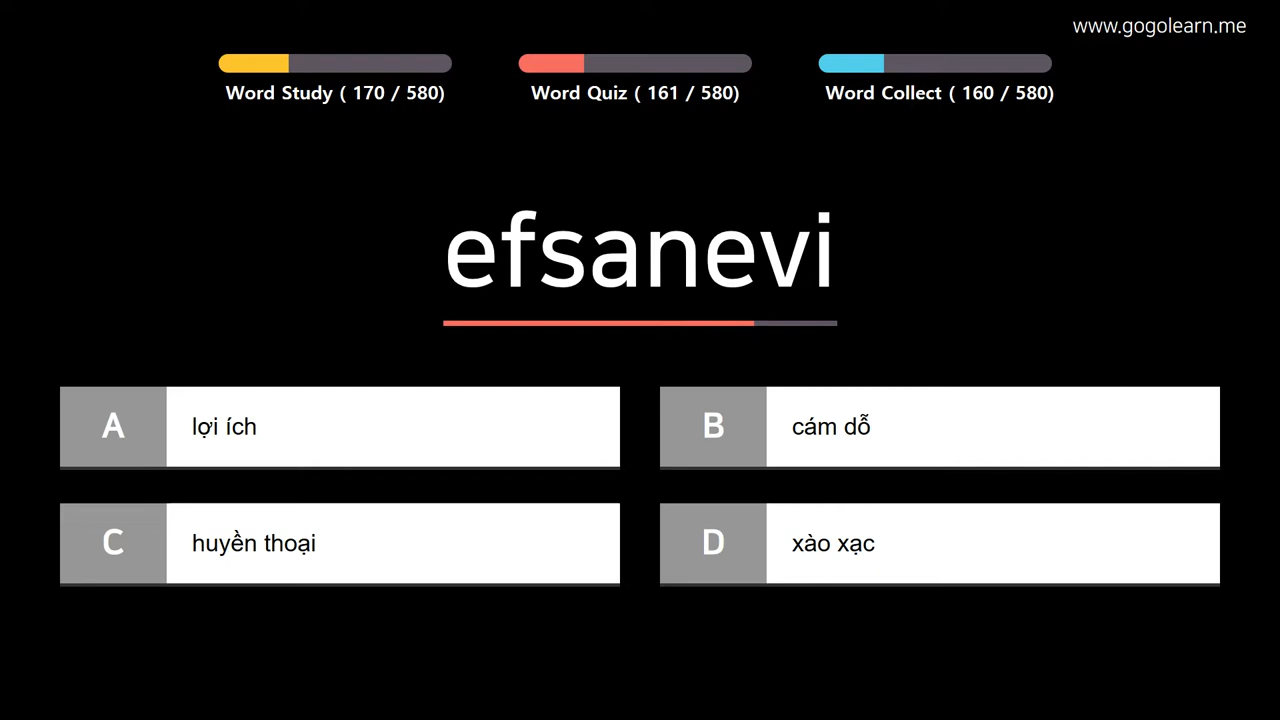 www.gogolearn.me
Word Study ( 170 / 580)
Word Quiz ( 161 / 580)
Word Collect ( 160 / 580)
efsanevi
A lợi ích
B cám dỗ
C huyền thoại
D xào xạc